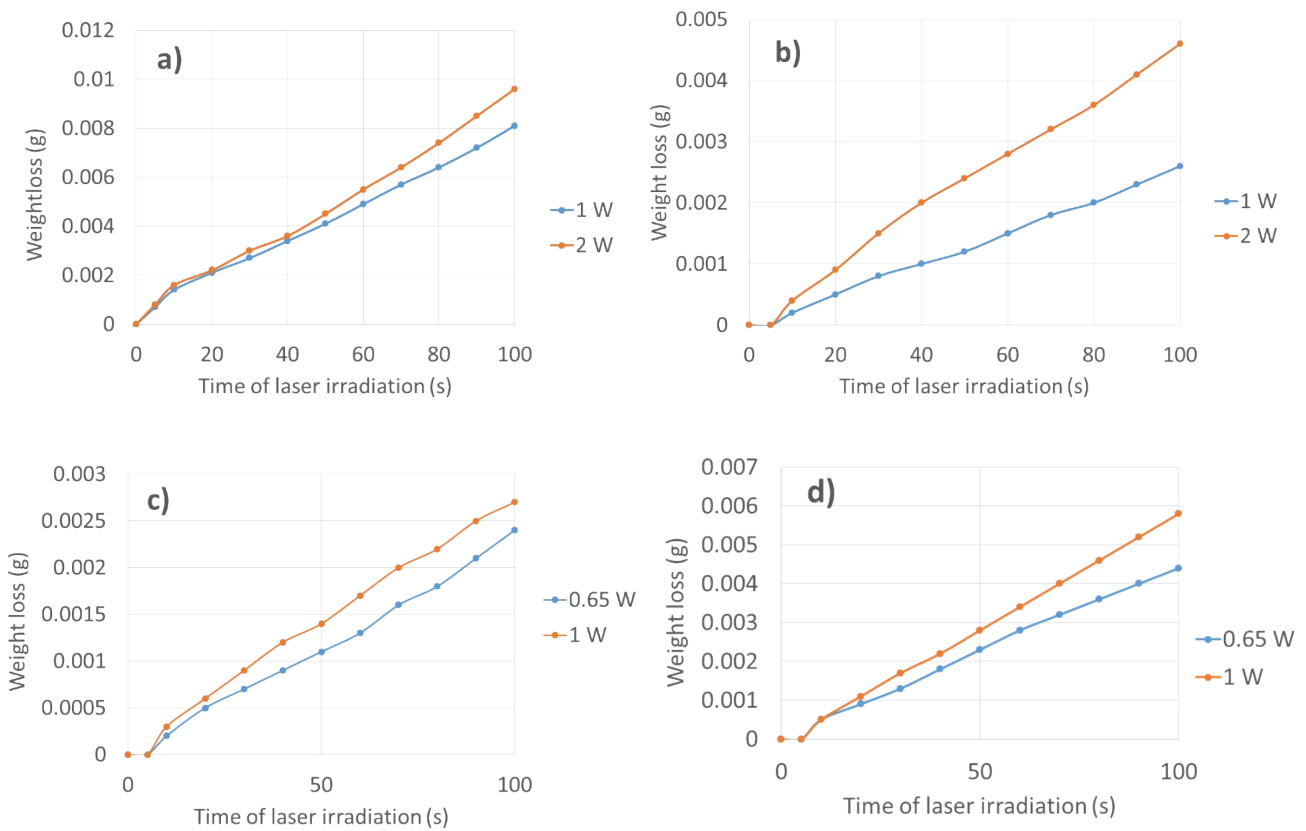 a)
0.012
0.01
0.008
0.006
0.004
0.002
0
0 20 40 60 80 100
Weightloss (g)
Time of laser irradiation (s)
1 W
2 W
b)
0.005
0.004
0.003
0.002
0.001
0
0 20 40 60 80 100
Weight loss (g)
Time of laser irradiation (s)
1 W
2 W
c)
0.003
0.0025
0.002
0.0015
0.001
0.0005
0
0 50 100
Weight loss (g)
Time of laser irradiation (s)
0.65 W
1 W
d)
0.007
0.006
0.005
0.004
0.003
0.002
0.001
0
0 50 100
Weight loss (g)
Time of laser irradiation (s)
0.65 W
1 W